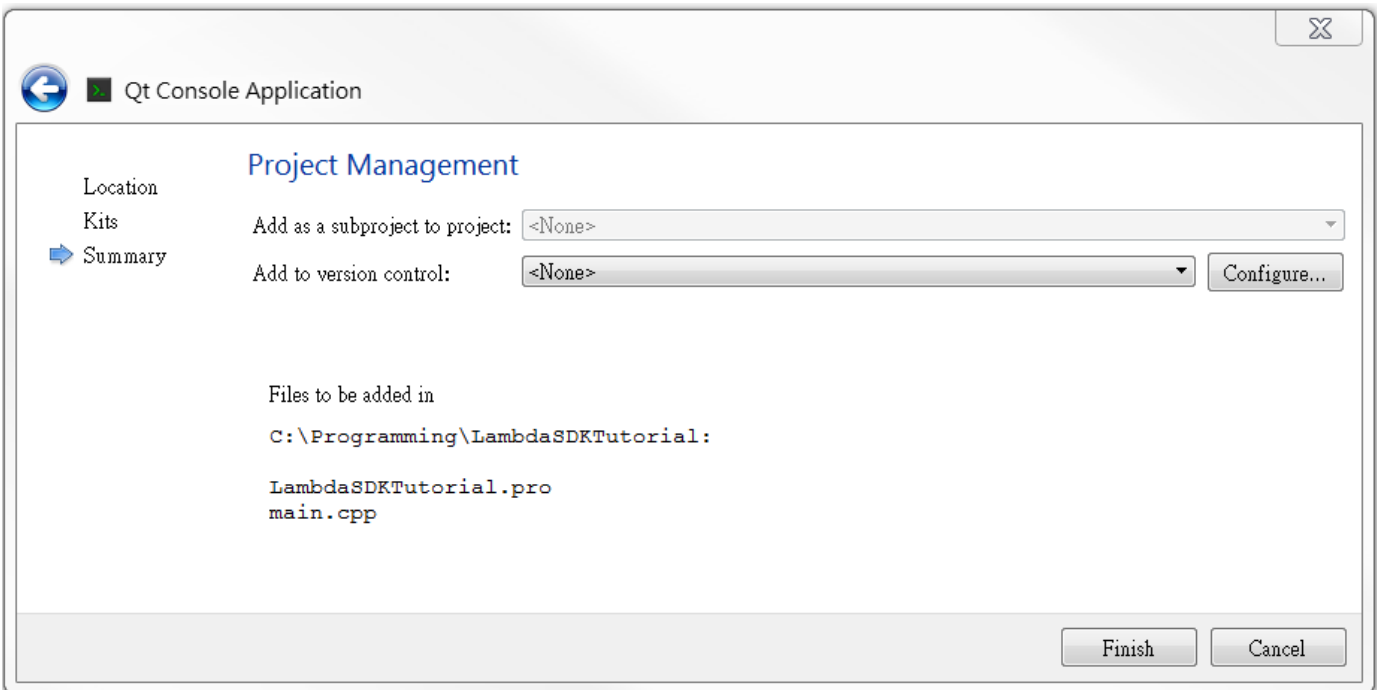 Qt Console Application
Location
Kits
Summary
Project Management
Add as a subproject to project: <None>
Add to version control: <None> Configure...
Files to be added in
C:\Programming\LambdaSDKTutorial:
LambdaSDKTutorial.pro
main.cpp
Finish Cancel